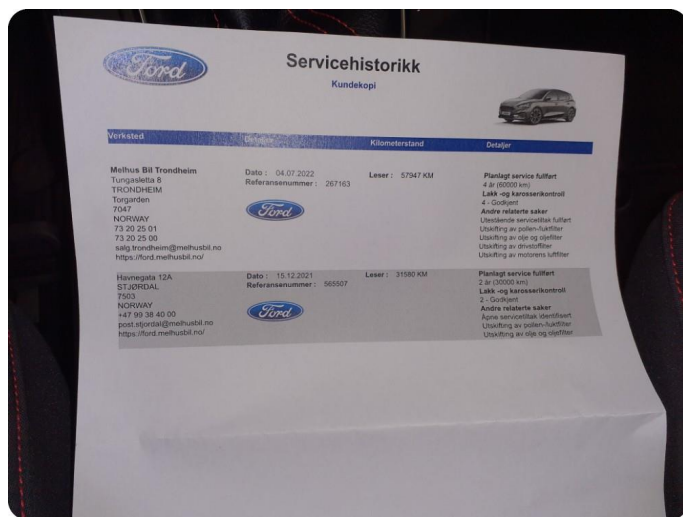 Ford
Servicehistorikk
Kundekopi
Verksted
Detaljer
Kilometerstand
Detaljer
Melhus Bil Trondheim
Tungasletta 8
TRONDHEIM
Torgarden
7047
NORWAY
73 20 25 01
73 20 25 00
salg.trondheim@melhusbil.no
https://ford.melhusbil.no/
Dato : 04.07.2022
Referansenummer : 267163
Ford
Leser : 57947 KM
Planlagt service fullført
4 år (60000 km)
Lakk -og karosserikontroll
4 - Godkjent
Andre relaterte saker
Utestående servicetiltak fullført
Utskifting av pollen-/luktfilter
Utskifting av olje og oljefilter
Utskifting av drivstoffilter
Utskifting av motorens luftfilter
Havnegata 12A
STJØRDAL
7503
NORWAY
+47 99 38 40 00
post.stjordal@melhusbil.no
https://ford.melhusbil.no/
Dato : 15.12.2021
Referansenummer : 565507
Ford
Leser : 31580 KM
Planlagt service fullført
2 år (30000 km)
Lakk -og karosserikontroll
2 - Godkjent
Andre relaterte saker
Åpne servicetiltak identifisert
Utskifting av pollen-/luktfilter
Utskifting av olje og oljefilter